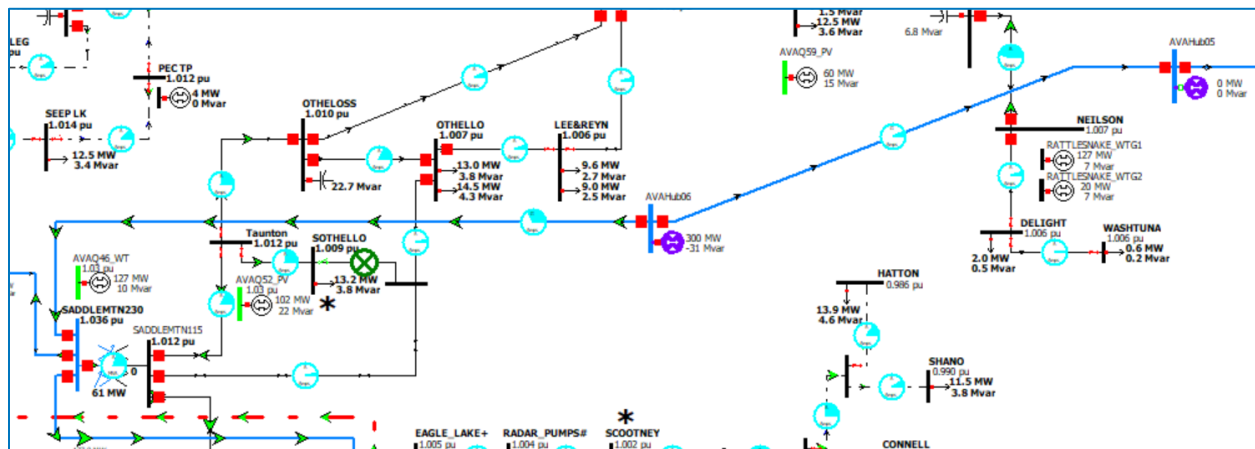 LEG
pu
PEC TP
1.012 pu
4 MW
0 Mvar
SEEP LK
1.014 pu
12.5 MW
3.4 Mvar
OTHELOSS
1.010 pu
22.7 Mvar
OTHELLO
1.007 pu
13.0 MW
3.8 Mvar
14.5 MW
4.3 Mvar
LEE&REYN
1.006 pu
9.6 MW
2.7 Mvar
9.0 MW
2.5 Mvar
1.5 Mvar
12.5 MW
3.6 Mvar
AVAQ59_PV
60 MW
15 Mvar
6.8 Mvar
AVAHub05
0 MW
0 Mvar
NEILSON
1.007 pu
RATTLESNAKE_WTG1
127 MW
7 Mvar
RATTLESNAKE_WTG2
20 MW
7 Mvar
DELIGHT
1.006 pu
2.0 MW
0.5 Mvar
WASHTUNA
1.006 pu
0.6 MW
0.2 Mvar
AVAHub06
300 MW
-31 Mvar
Taunton
1.012 pu
SOTHELLO
1.009 pu
13.2 MW
3.8 Mvar
*
AVAQ46_WT
1.03 pu
127 MW
10 Mvar
AVAQ52_PV
1.03 pu
102 MW
22 Mvar
SADDLEMTN230
1.036 pu
SADDLEMTN115
1.012 pu
0
61 MW
HATTON
0.986 pu
13.9 MW
4.6 Mvar
SHANO
0.990 pu
11.5 MW
3.8 Mvar
*
EAGLE_LAKE+
1.005 pu
RADAR_PUMPS#
1.004 pu
SCOOTNEY
1.002 pu
CONNELL